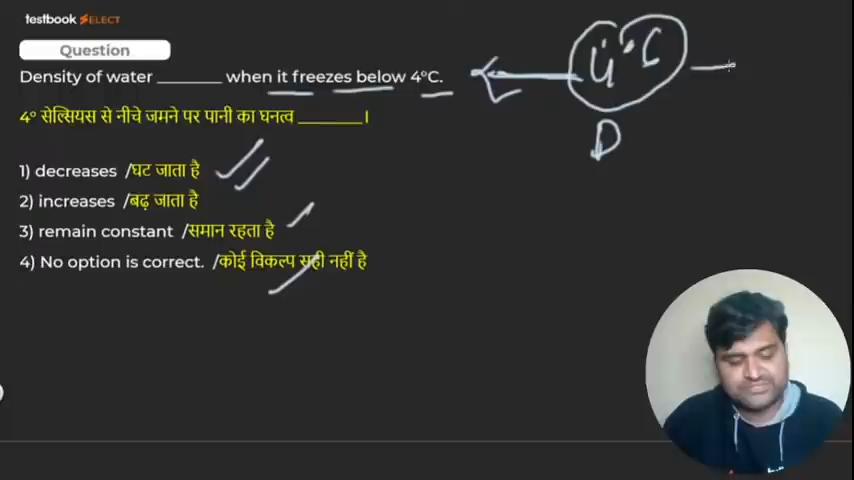 testbook SELECT
Question
Density of water ________ when it freezes below 4°C.
4° सेल्सियस से नीचे जमने पर पानी का घनत्व ________।
1) decreases /घट जाता है
2) increases /बढ़ जाता है
3) remain constant /समान रहता है
4) No option is correct. /कोई विकल्प सही नहीं है
4°C
D